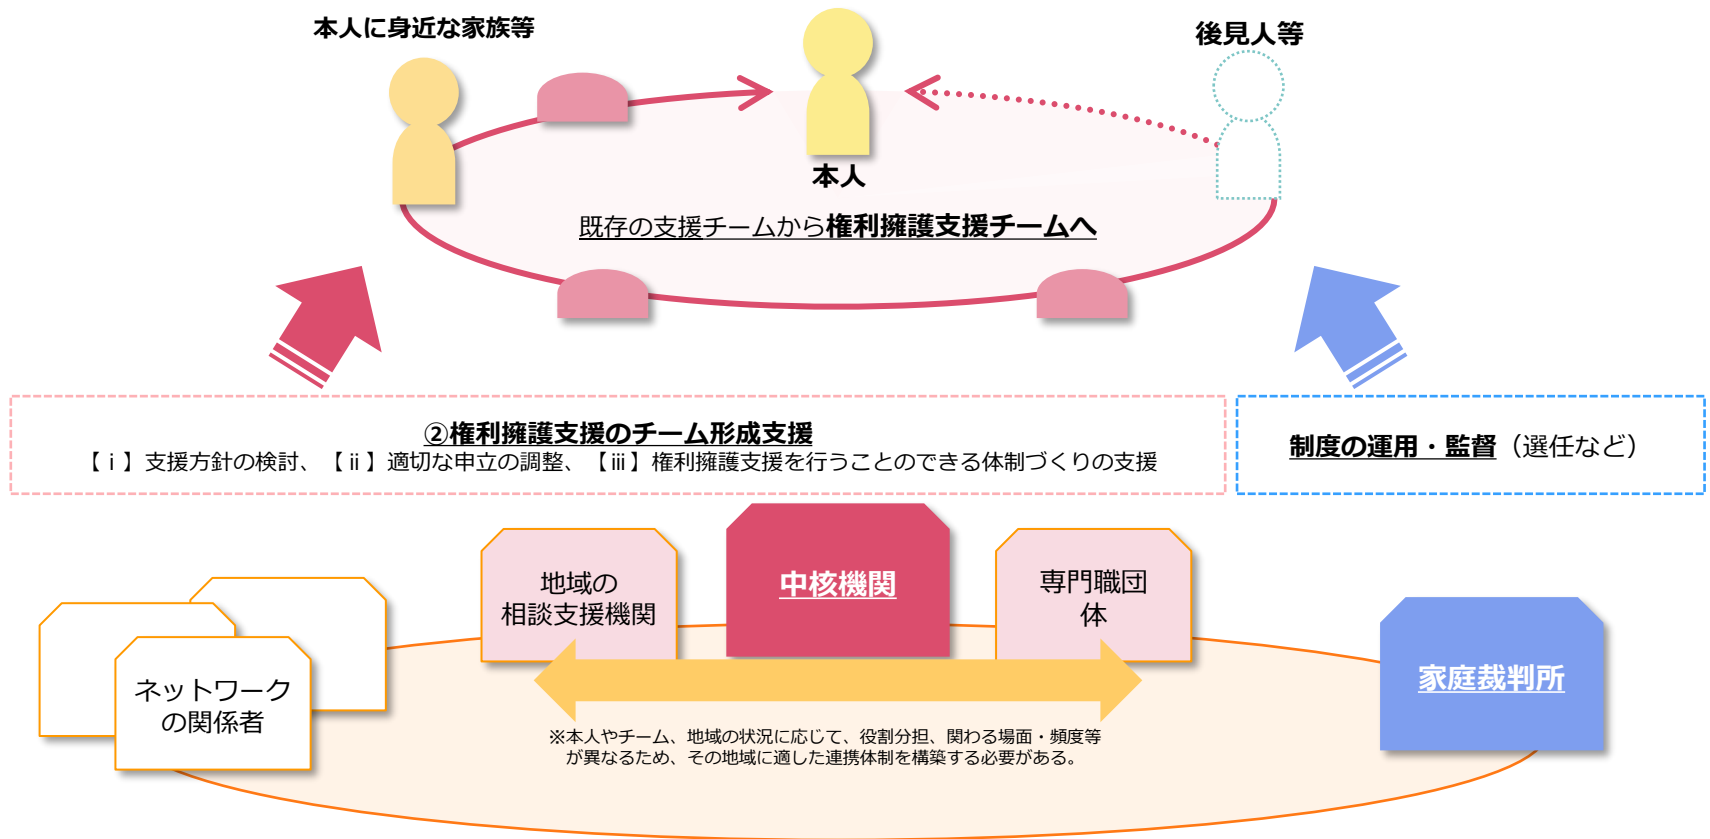 本人に身近な家族等
後見人等
本人
既存の支援チームから権利擁護支援チームへ
②権利擁護支援のチーム形成支援
【ⅰ】支援方針の検討、【ⅱ】適切な申立の調整、【ⅲ】権利擁護支援を行うことのできる体制づくりの支援
制度の運用・監督（選任など）
地域の
相談支援機関
中核機関
専門職団
体
家庭裁判所
ネットワーク
の関係者
※本人やチーム、地域の状況に応じて、役割分担、関わる場面・頻度等
が異なるため、その地域に適した連携体制を構築する必要がある。